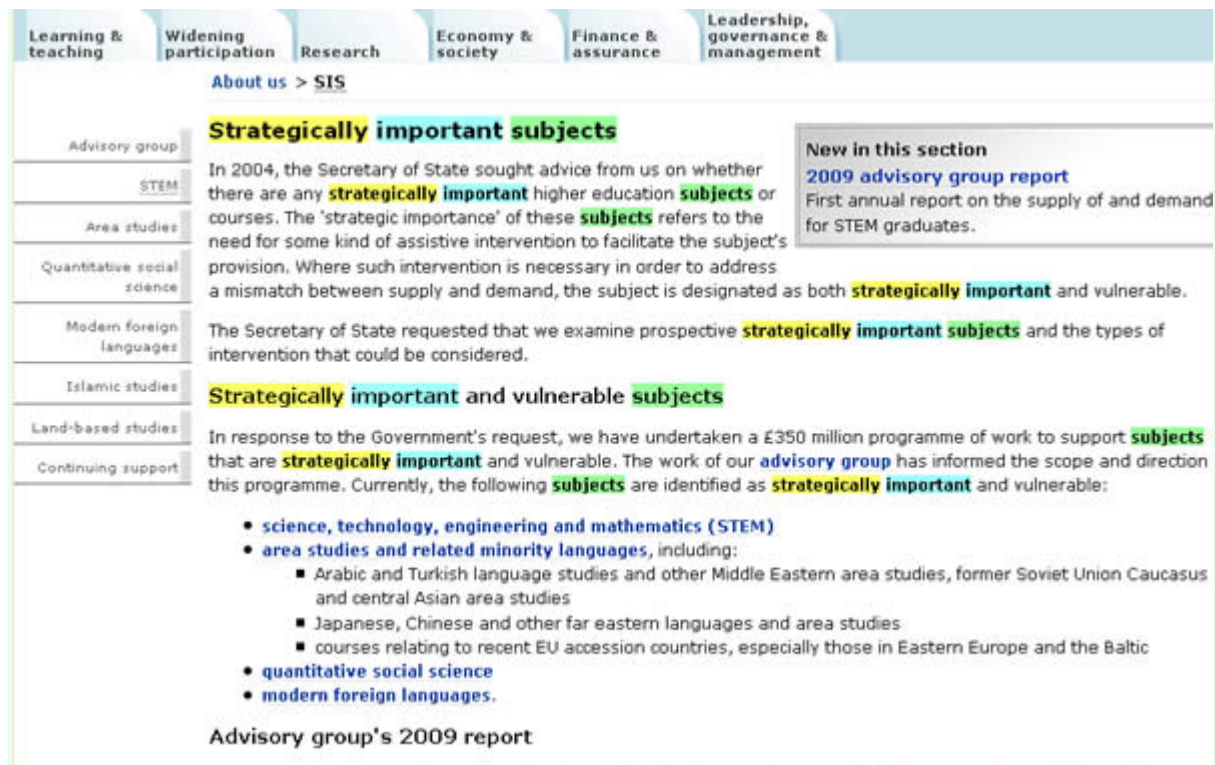 Learning & teaching
Widening participation
Research
Economy & society
Finance & assurance
Leadership, governance & management
About us > SIS
Advisory group
STEM
Area studies
Quantitative social science
Modern foreign languages
Islamic studies
Land-based studies
Continuing support
Strategically important subjects
In 2004, the Secretary of State sought advice from us on whether
there are any strategically important higher education subjects or
courses. The 'strategic importance' of these subjects refers to the
need for some kind of assistive intervention to facilitate the subject's
provision. Where such intervention is necessary in order to address
a mismatch between supply and demand, the subject is designated as both strategically important and vulnerable.
New in this section
2009 advisory group report
First annual report on the supply of and demand
for STEM graduates.
The Secretary of State requested that we examine prospective strategically important subjects and the types of
intervention that could be considered.
Strategically important and vulnerable subjects
In response to the Government's request, we have undertaken a £350 million programme of work to support subjects
that are strategically important and vulnerable. The work of our advisory group has informed the scope and direction
this programme. Currently, the following subjects are identified as strategically important and vulnerable:
• science, technology, engineering and mathematics (STEM)
• area studies and related minority languages, including:
■ Arabic and Turkish language studies and other Middle Eastern area studies, former Soviet Union Caucasus
and central Asian area studies
■ Japanese, Chinese and other far eastern languages and area studies
■ courses relating to recent EU accession countries, especially those in Eastern Europe and the Baltic
• quantitative social science
• modern foreign languages.
Advisory group's 2009 report